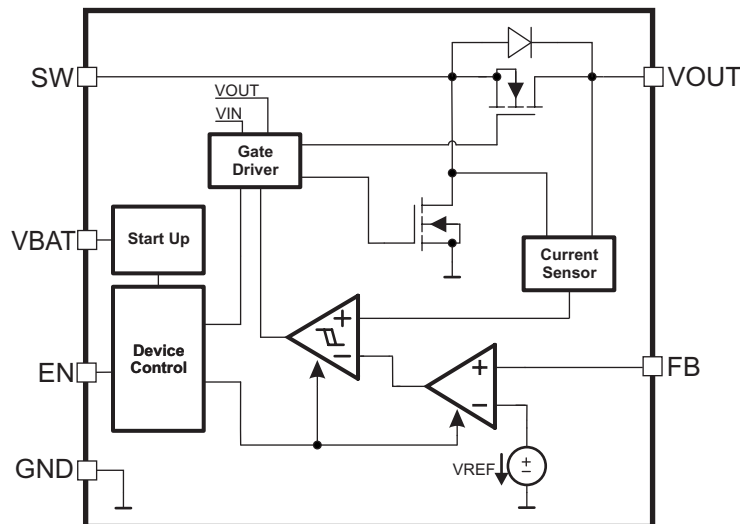 SW
VOUT
VOUT
VIN
Gate
Driver
VBAT
Start Up
Current
Sensor
+
−
Device
Control
EN
+
−
FB
VREF
+
−
GND